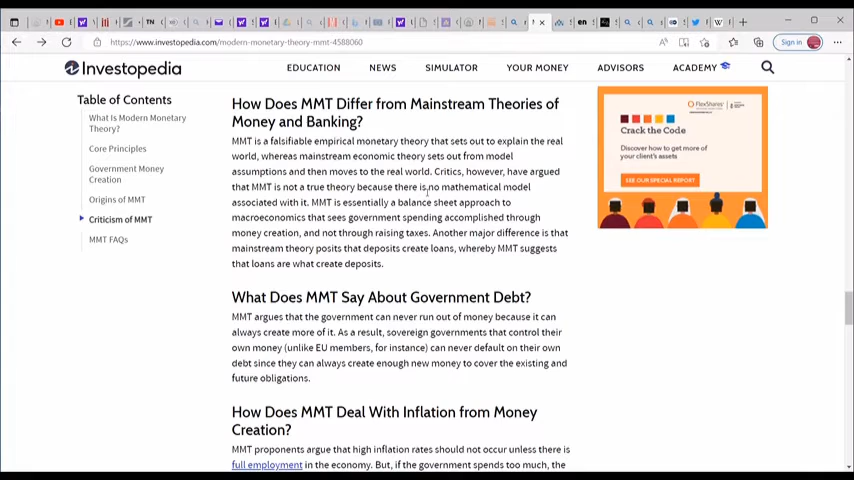 https://www.investopedia.com/modern-monetary-theory-mmt-4588060
Sign in
Investopedia
EDUCATION
NEWS
SIMULATOR
YOUR MONEY
ADVISORS
ACADEMY
Table of Contents
What Is Modern Monetary
Theory?
Core Principles
Government Money
Creation
Origins of MMT
Criticism of MMT
MMT FAQs
How Does MMT Differ from Mainstream Theories of
Money and Banking?
MMT is a falsifiable empirical monetary theory that sets out to explain the real
world, whereas mainstream economic theory sets out from model
assumptions and then moves to the real world. Critics, however, have argued
that MMT is not a true theory because there is no mathematical model
associated with it. MMT is essentially a balance sheet approach to
macroeconomics that sees government spending accomplished through
money creation, and not through raising taxes. Another major difference is that
mainstream theory posits that deposits create loans, whereby MMT suggests
that loans are what create deposits.
What Does MMT Say About Government Debt?
MMT argues that the government can never run out of money because it can
always create more of it. As a result, sovereign governments that control their
own money (unlike EU members, for instance) can never default on their own
debt since they can always create enough new money to cover the existing and
future obligations.
How Does MMT Deal With Inflation from Money
Creation?
MMT proponents argue that high inflation rates should not occur unless there is
full employment in the economy. But, if the government spends too much, the
FlexShares
Crack the Code
Discover how to get more of
your client's assets
SEE OUR SPECIAL REPORT